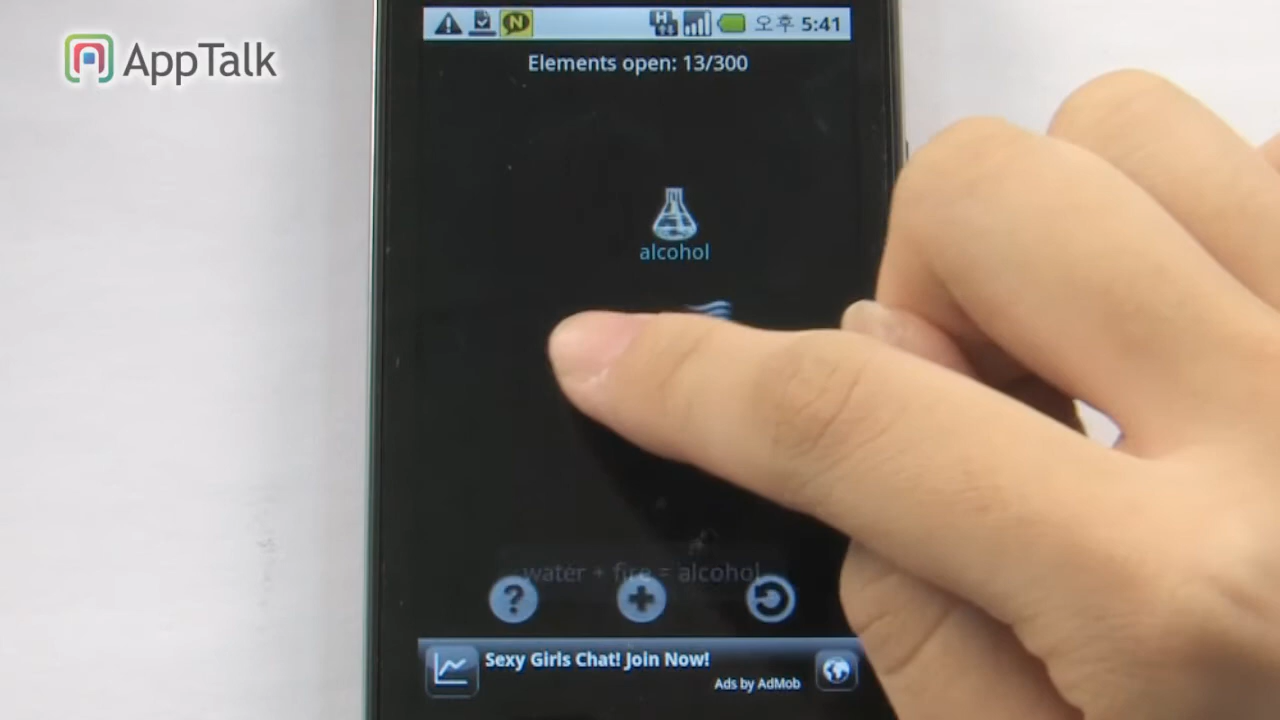 AppTalk
N
H
오후 5:41
Elements open: 13/300
alcohol
water + fire = alcohol
?
Sexy Girls Chat! Join Now!
Ads by AdMob